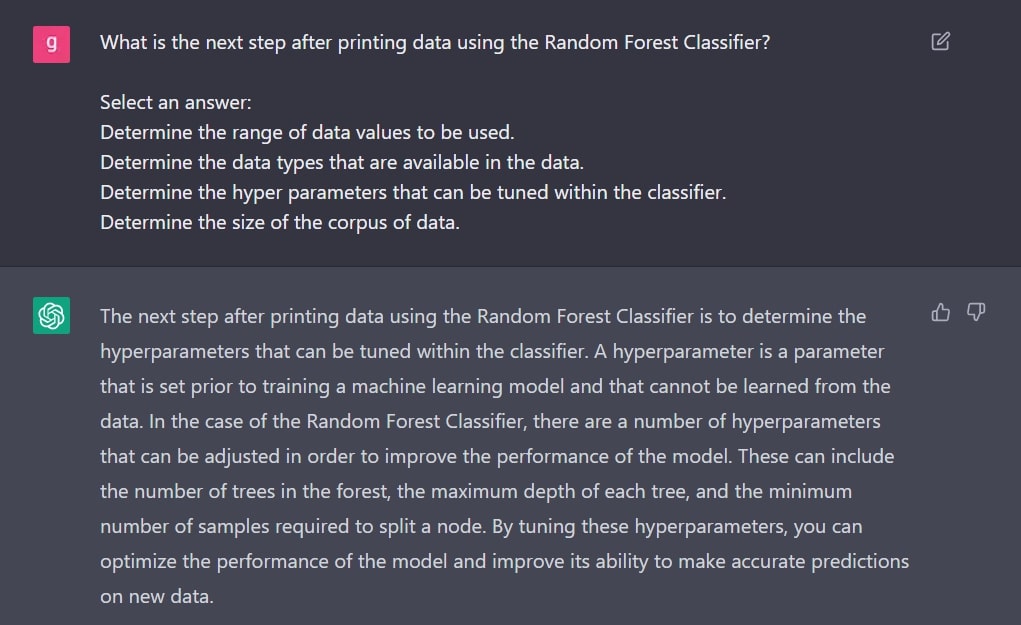 g
What is the next step after printing data using the Random Forest Classifier?
Select an answer:
Determine the range of data values to be used.
Determine the data types that are available in the data.
Determine the hyper parameters that can be tuned within the classifier.
Determine the size of the corpus of data.
The next step after printing data using the Random Forest Classifier is to determine the
hyperparameters that can be tuned within the classifier. A hyperparameter is a parameter
that is set prior to training a machine learning model and that cannot be learned from the
data. In the case of the Random Forest Classifier, there are a number of hyperparameters
that can be adjusted in order to improve the performance of the model. These can include
the number of trees in the forest, the maximum depth of each tree, and the minimum
number of samples required to split a node. By tuning these hyperparameters, you can
optimize the performance of the model and improve its ability to make accurate predictions
on new data.